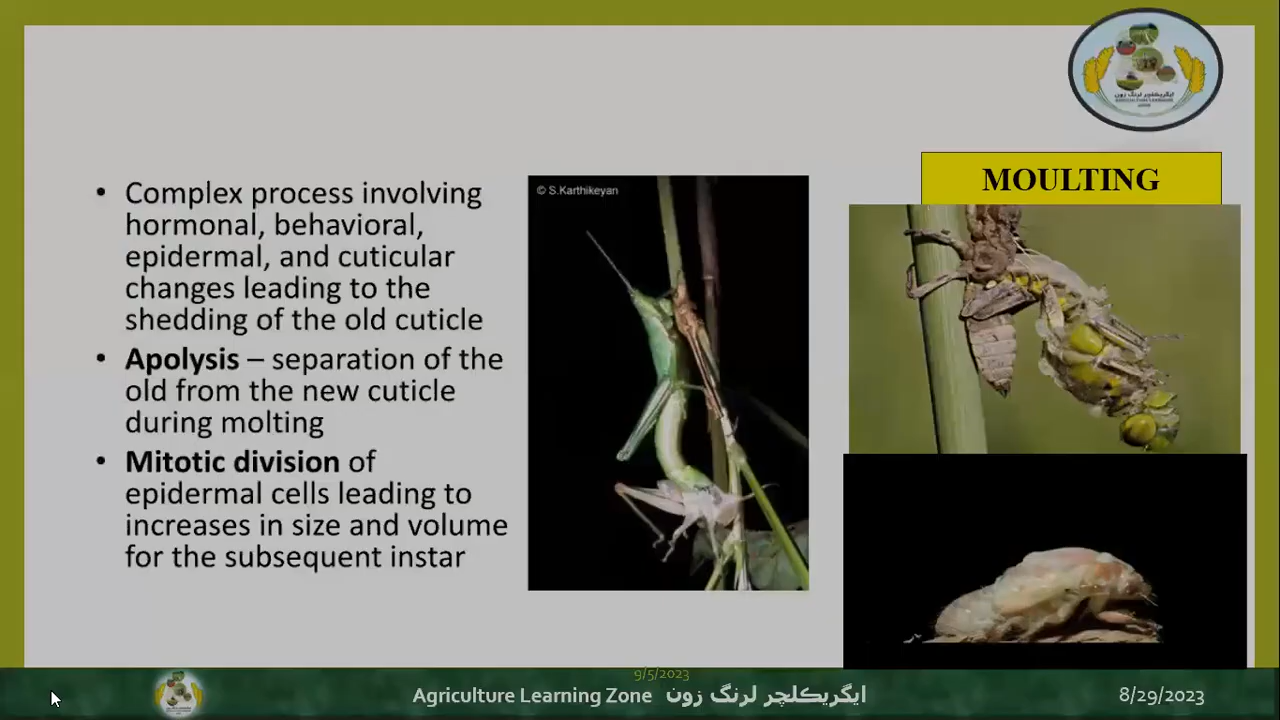 MOULTING
• Complex process involving
hormonal, behavioral,
epidermal, and cuticular
changes leading to the
shedding of the old cuticle
• Apolysis – separation of the
old from the new cuticle
during molting
• Mitotic division of
epidermal cells leading to
increases in size and volume
for the subsequent instar
© S.Karthikeyan
ایگریکلچر لرنگ زون
9/5/2023
Agriculture Learning Zone ایگریکلچر لرنگ زون
8/29/2023